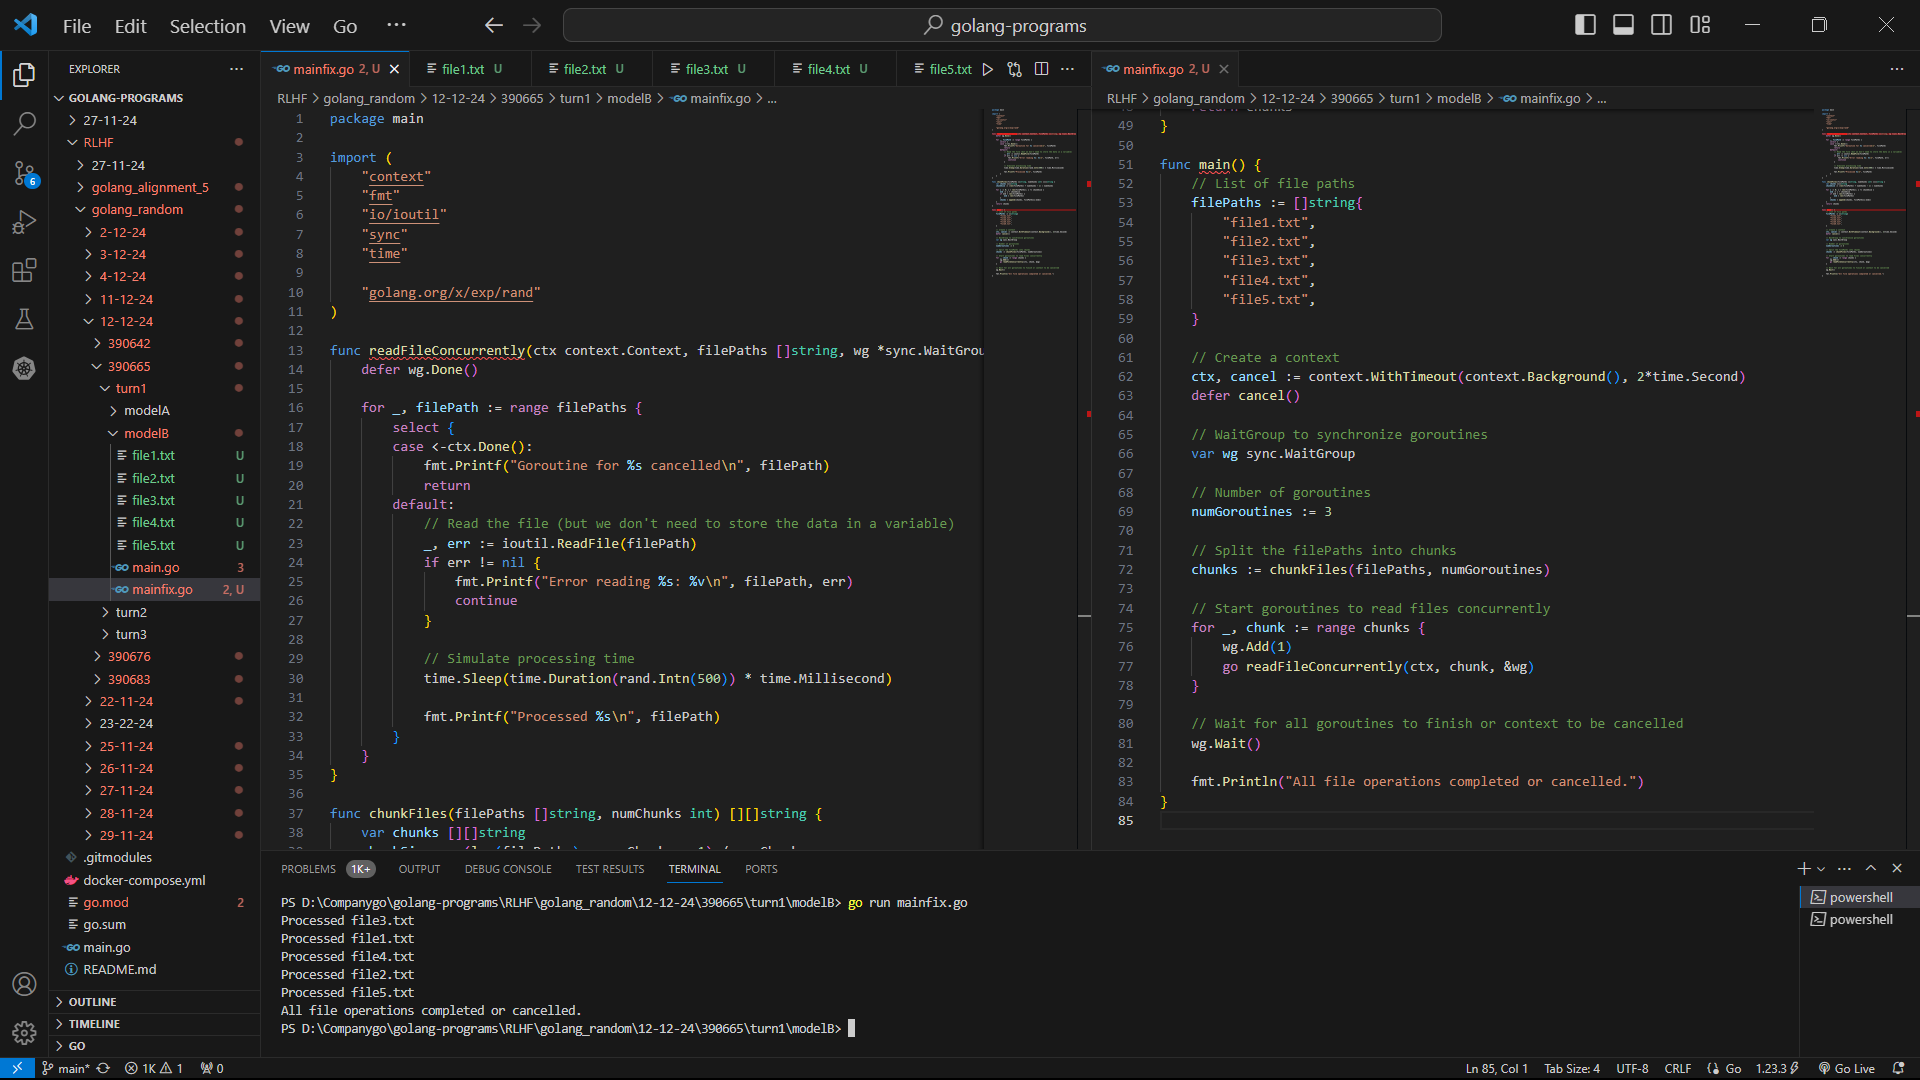 File Edit Selection View Go ···
golang-programs
EXPLORER
GOLANG-PROGRAMS
27-11-24
RLHF
27-11-24
golang_alignment_5
golang_random
2-12-24
3-12-24
4-12-24
11-12-24
12-12-24
390642
390665
turn1
modelA
modelB
file1.txt U
file2.txt U
file3.txt U
file4.txt U
file5.txt U
main.go 3
mainfix.go 2, U
turn2
turn3
390676
390683
22-11-24
23-22-24
25-11-24
26-11-24
27-11-24
28-11-24
29-11-24
.gitmodules
docker-compose.yml
go.mod 2
go.sum
main.go
README.md
OUTLINE
TIMELINE
GO
mainfix.go 2, U file1.txt U file2.txt U file3.txt U file4.txt U file5.txt
RLHF > golang_random > 12-12-24 > 390665 > turn1 > modelB > mainfix.go > ...
1 package main
2
3 import (
4 "context"
5 "fmt"
6 "io/ioutil"
7 "sync"
8 "time"
9
10 "golang.org/x/exp/rand"
11 )
12
13 func readFileConcurrently(ctx context.Context, filePaths []string, wg *sync.WaitGrou
14 defer wg.Done()
15
16 for _, filePath := range filePaths {
17 select {
18 case <-ctx.Done():
19 fmt.Printf("Goroutine for %s cancelled\n", filePath)
20 return
21 default:
22 // Read the file (but we don't need to store the data in a variable)
23 _, err := ioutil.ReadFile(filePath)
24 if err != nil {
25 fmt.Printf("Error reading %s: %v\n", filePath, err)
26 continue
27 }
28
29 // Simulate processing time
30 time.Sleep(time.Duration(rand.Intn(500)) * time.Millisecond)
31
32 fmt.Printf("Processed %s\n", filePath)
33 }
34 }
35 }
36
37 func chunkFiles(filePaths []string, numChunks int) [][]string {
38 var chunks [][]string
mainfix.go 2, U
RLHF > golang_random > 12-12-24 > 390665 > turn1 > modelB > mainfix.go > ...
49 }
50
51 func main() {
52 // List of file paths
53 filePaths := []string{
54 "file1.txt",
55 "file2.txt",
56 "file3.txt",
57 "file4.txt",
58 "file5.txt",
59 }
60
61 // Create a context
62 ctx, cancel := context.WithTimeout(context.Background(), 2*time.Second)
63 defer cancel()
64
65 // WaitGroup to synchronize goroutines
66 var wg sync.WaitGroup
67
68 // Number of goroutines
69 numGoroutines := 3
70
71 // Split the filePaths into chunks
72 chunks := chunkFiles(filePaths, numGoroutines)
73
74 // Start goroutines to read files concurrently
75 for _, chunk := range chunks {
76 wg.Add(1)
77 go readFileConcurrently(ctx, chunk, &wg)
78 }
79
80 // Wait for all goroutines to finish or context to be cancelled
81 wg.Wait()
82
83 fmt.Println("All file operations completed or cancelled.")
84 }
85
PROBLEMS 1K+ OUTPUT DEBUG CONSOLE TEST RESULTS TERMINAL PORTS
PS D:\Companygo\golang-programs\RLHF\golang_random\12-12-24\390665\turn1\modelB> go run mainfix.go
Processed file3.txt
Processed file1.txt
Processed file4.txt
Processed file2.txt
Processed file5.txt
All file operations completed or cancelled.
PS D:\Companygo\golang-programs\RLHF\golang_random\12-12-24\390665\turn1\modelB>
powershell
powershell
6
main* 1K 1 0 Ln 85, Col 1 Tab Size: 4 UTF-8 CRLF Go 1.23.3 Go Live